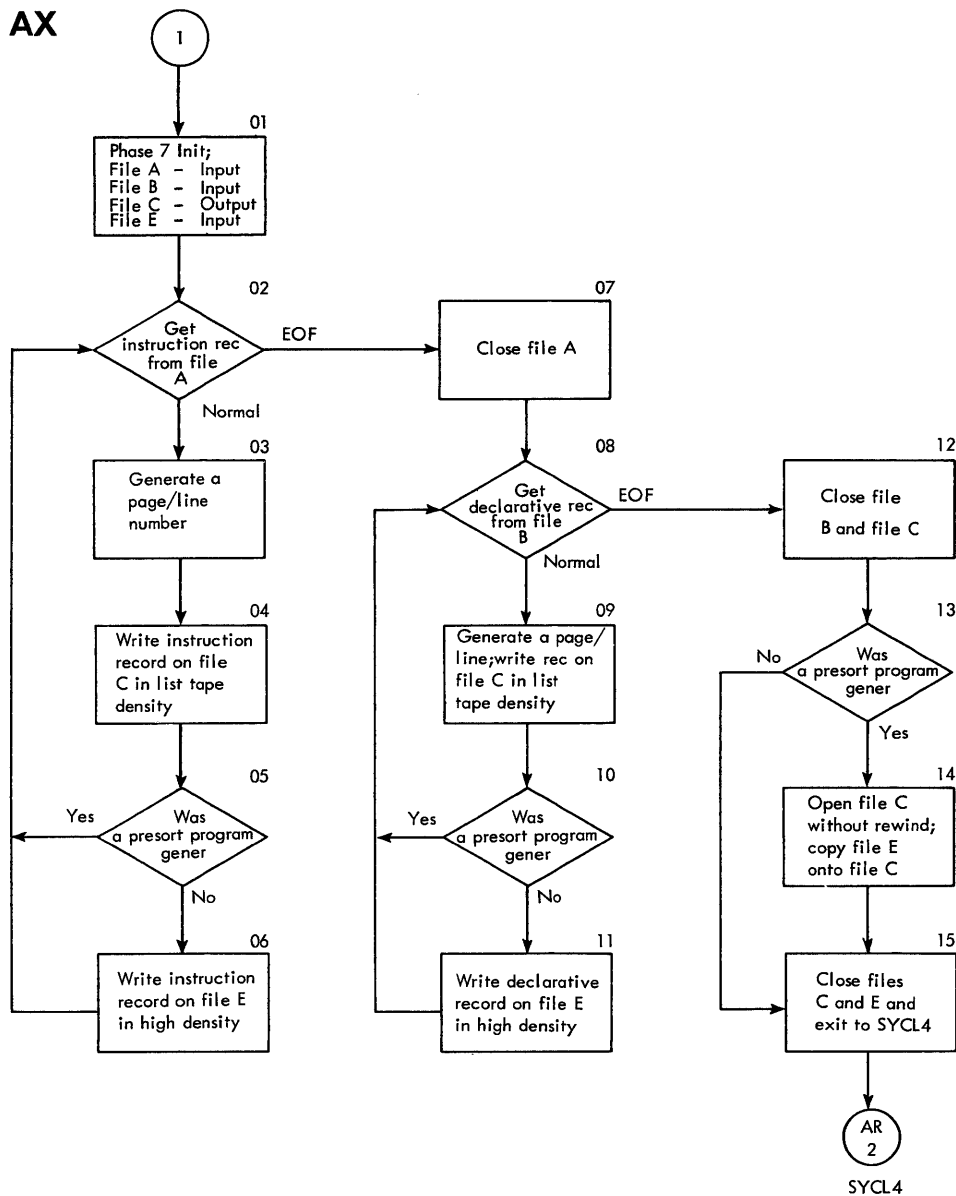 AX
1
01
Phase 7 Init;
File A - Input
File B - Input
File C - Output
File E - Input
02
Get
instruction rec
from file
A
EOF
Normal
03
Generate a
page/line
number
04
Write instruction
record on file
C in list tape
density
05
Was
a presort program
gener
Yes
No
06
Write instruction
record on file E
in high density
07
Close file A
08
Get
declarative rec
from file
B
EOF
Normal
09
Generate a page/
line;write rec on
file C in list
tape density
10
Was
a presort program
gener
Yes
No
11
Write declarative
record on file E
in high density
12
Close file
B and file C
13
Was
a presort program
gener
No
Yes
14
Open file C
without rewind;
copy file E
onto file C
15
Close files
C and E and
exit to SYCL4
AR
2
SYCL4